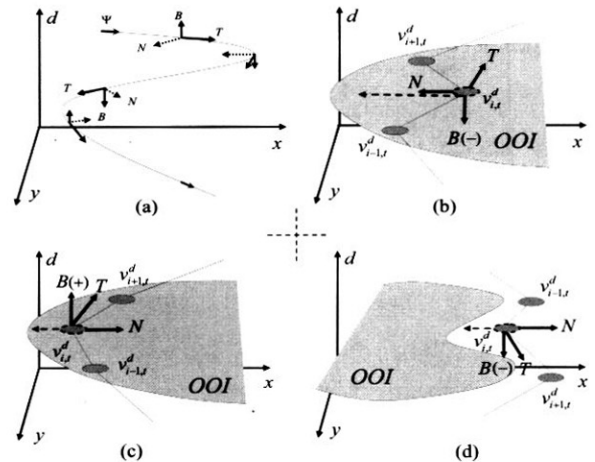 d
Ψ
B
T
N
T
B
N
B
x
y
(a)
d
v^d_{i+1,t}
T
N
v^d_{i,t}
B(−)
v^d_{i−1,t}
OOI
x
y
(b)
d
B(+)
T
v^d_{i+1,t}
N
v^d_{i,t}
v^d_{i−1,t}
OOI
x
y
(c)
d
v^d_{i−1,t}
N
v^d_{i,t}
B(−)
T
OOI
x
v^d_{i+1,t}
y
(d)